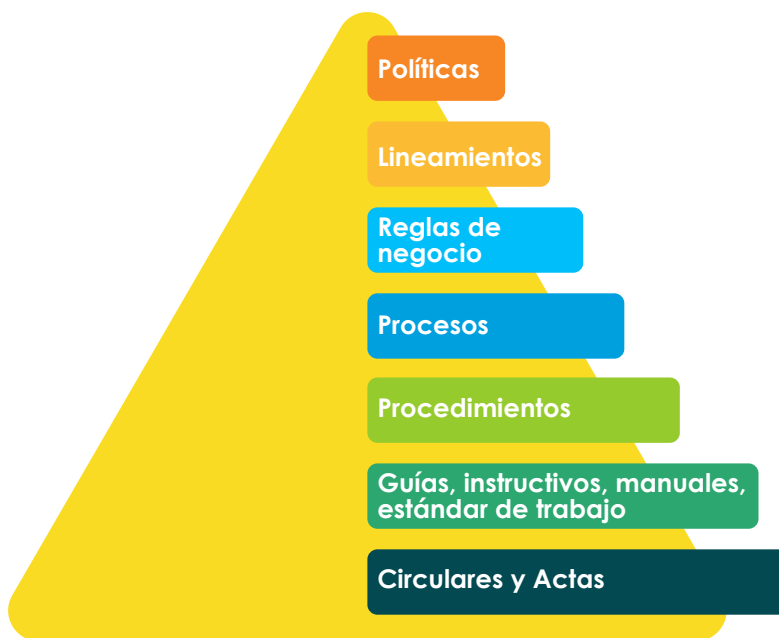 Políticas
Lineamientos
Reglas de
negocio
Procesos
Procedimientos
Guías, instructivos, manuales,
estándar de trabajo
Circulares y Actas